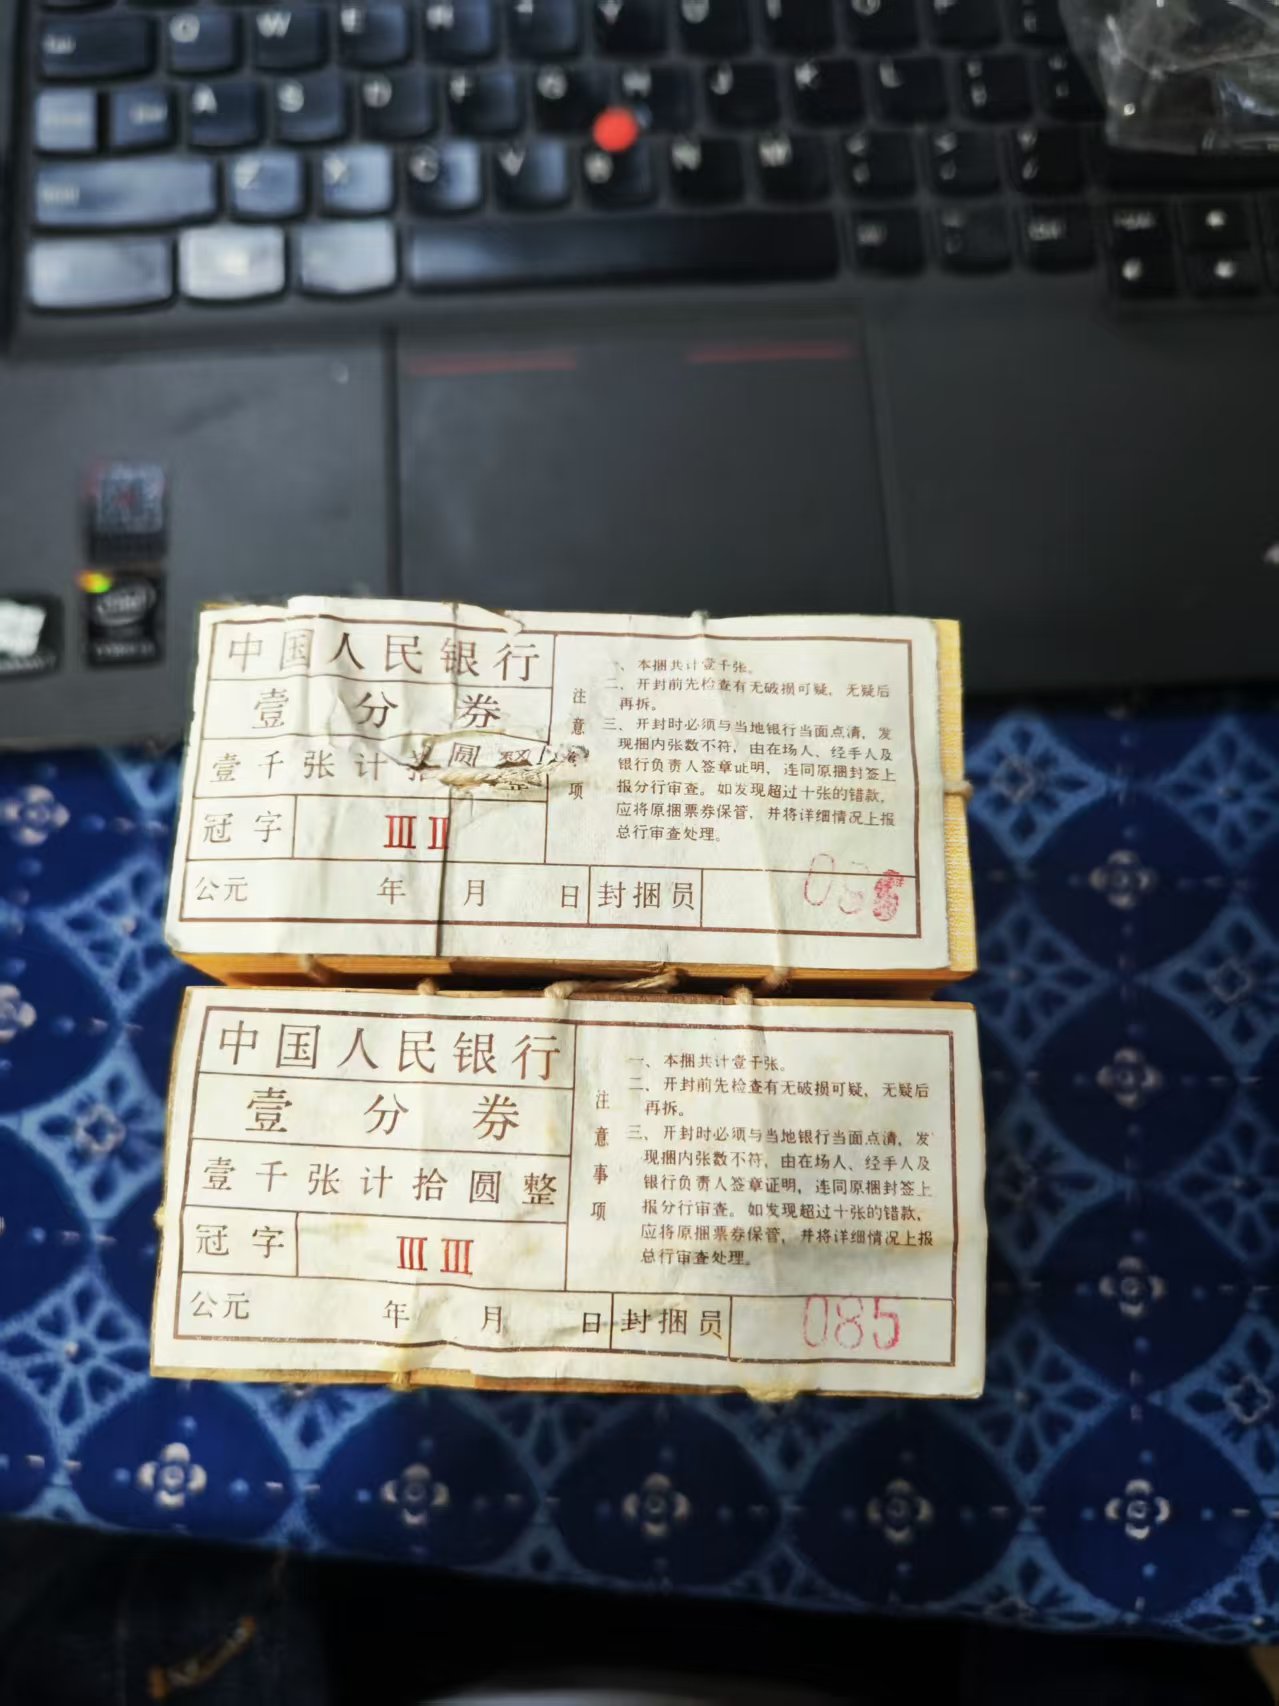 Q W E
A S D F G H J K L
Z X C V B N M
中国人民银行
壹分券
壹千张计拾圆整
冠字 III II
公元 年 月 日 封捆员
注意事项
一、本捆共计壹千张。
二、开封前先检查有无破损可疑，无疑后
再拆。
三、开封时必须与当地银行当面点清，发
现捆内张数不符，由在场人、经手人及
银行负责人签章证明，连同原捆封签上
报分行审查。如发现超过十张的错款，
应将原捆票券保管，并将详细情况上报
总行审查处理。
中国人民银行
壹分券
壹千张计拾圆整
冠字 III III
公元 年 月 日 封捆员 085
注意事项
一、本捆共计壹千张。
二、开封前先检查有无破损可疑，无疑后
再拆。
三、开封时必须与当地银行当面点清，发
现捆内张数不符，由在场人、经手人及
银行负责人签章证明，连同原捆封签上
报分行审查。如发现超过十张的错款，
应将原捆票券保管，并将详细情况上报
总行审查处理。